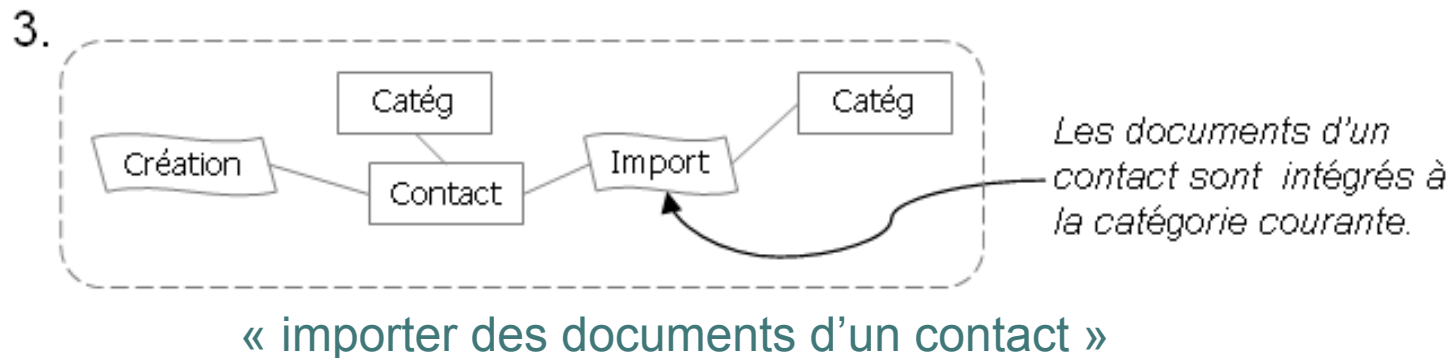 3.
Catég
Catég
Création
Contact
Import
Les documents d'un
contact sont intégrés à
la catégorie courante.
« importer des documents d’un contact »